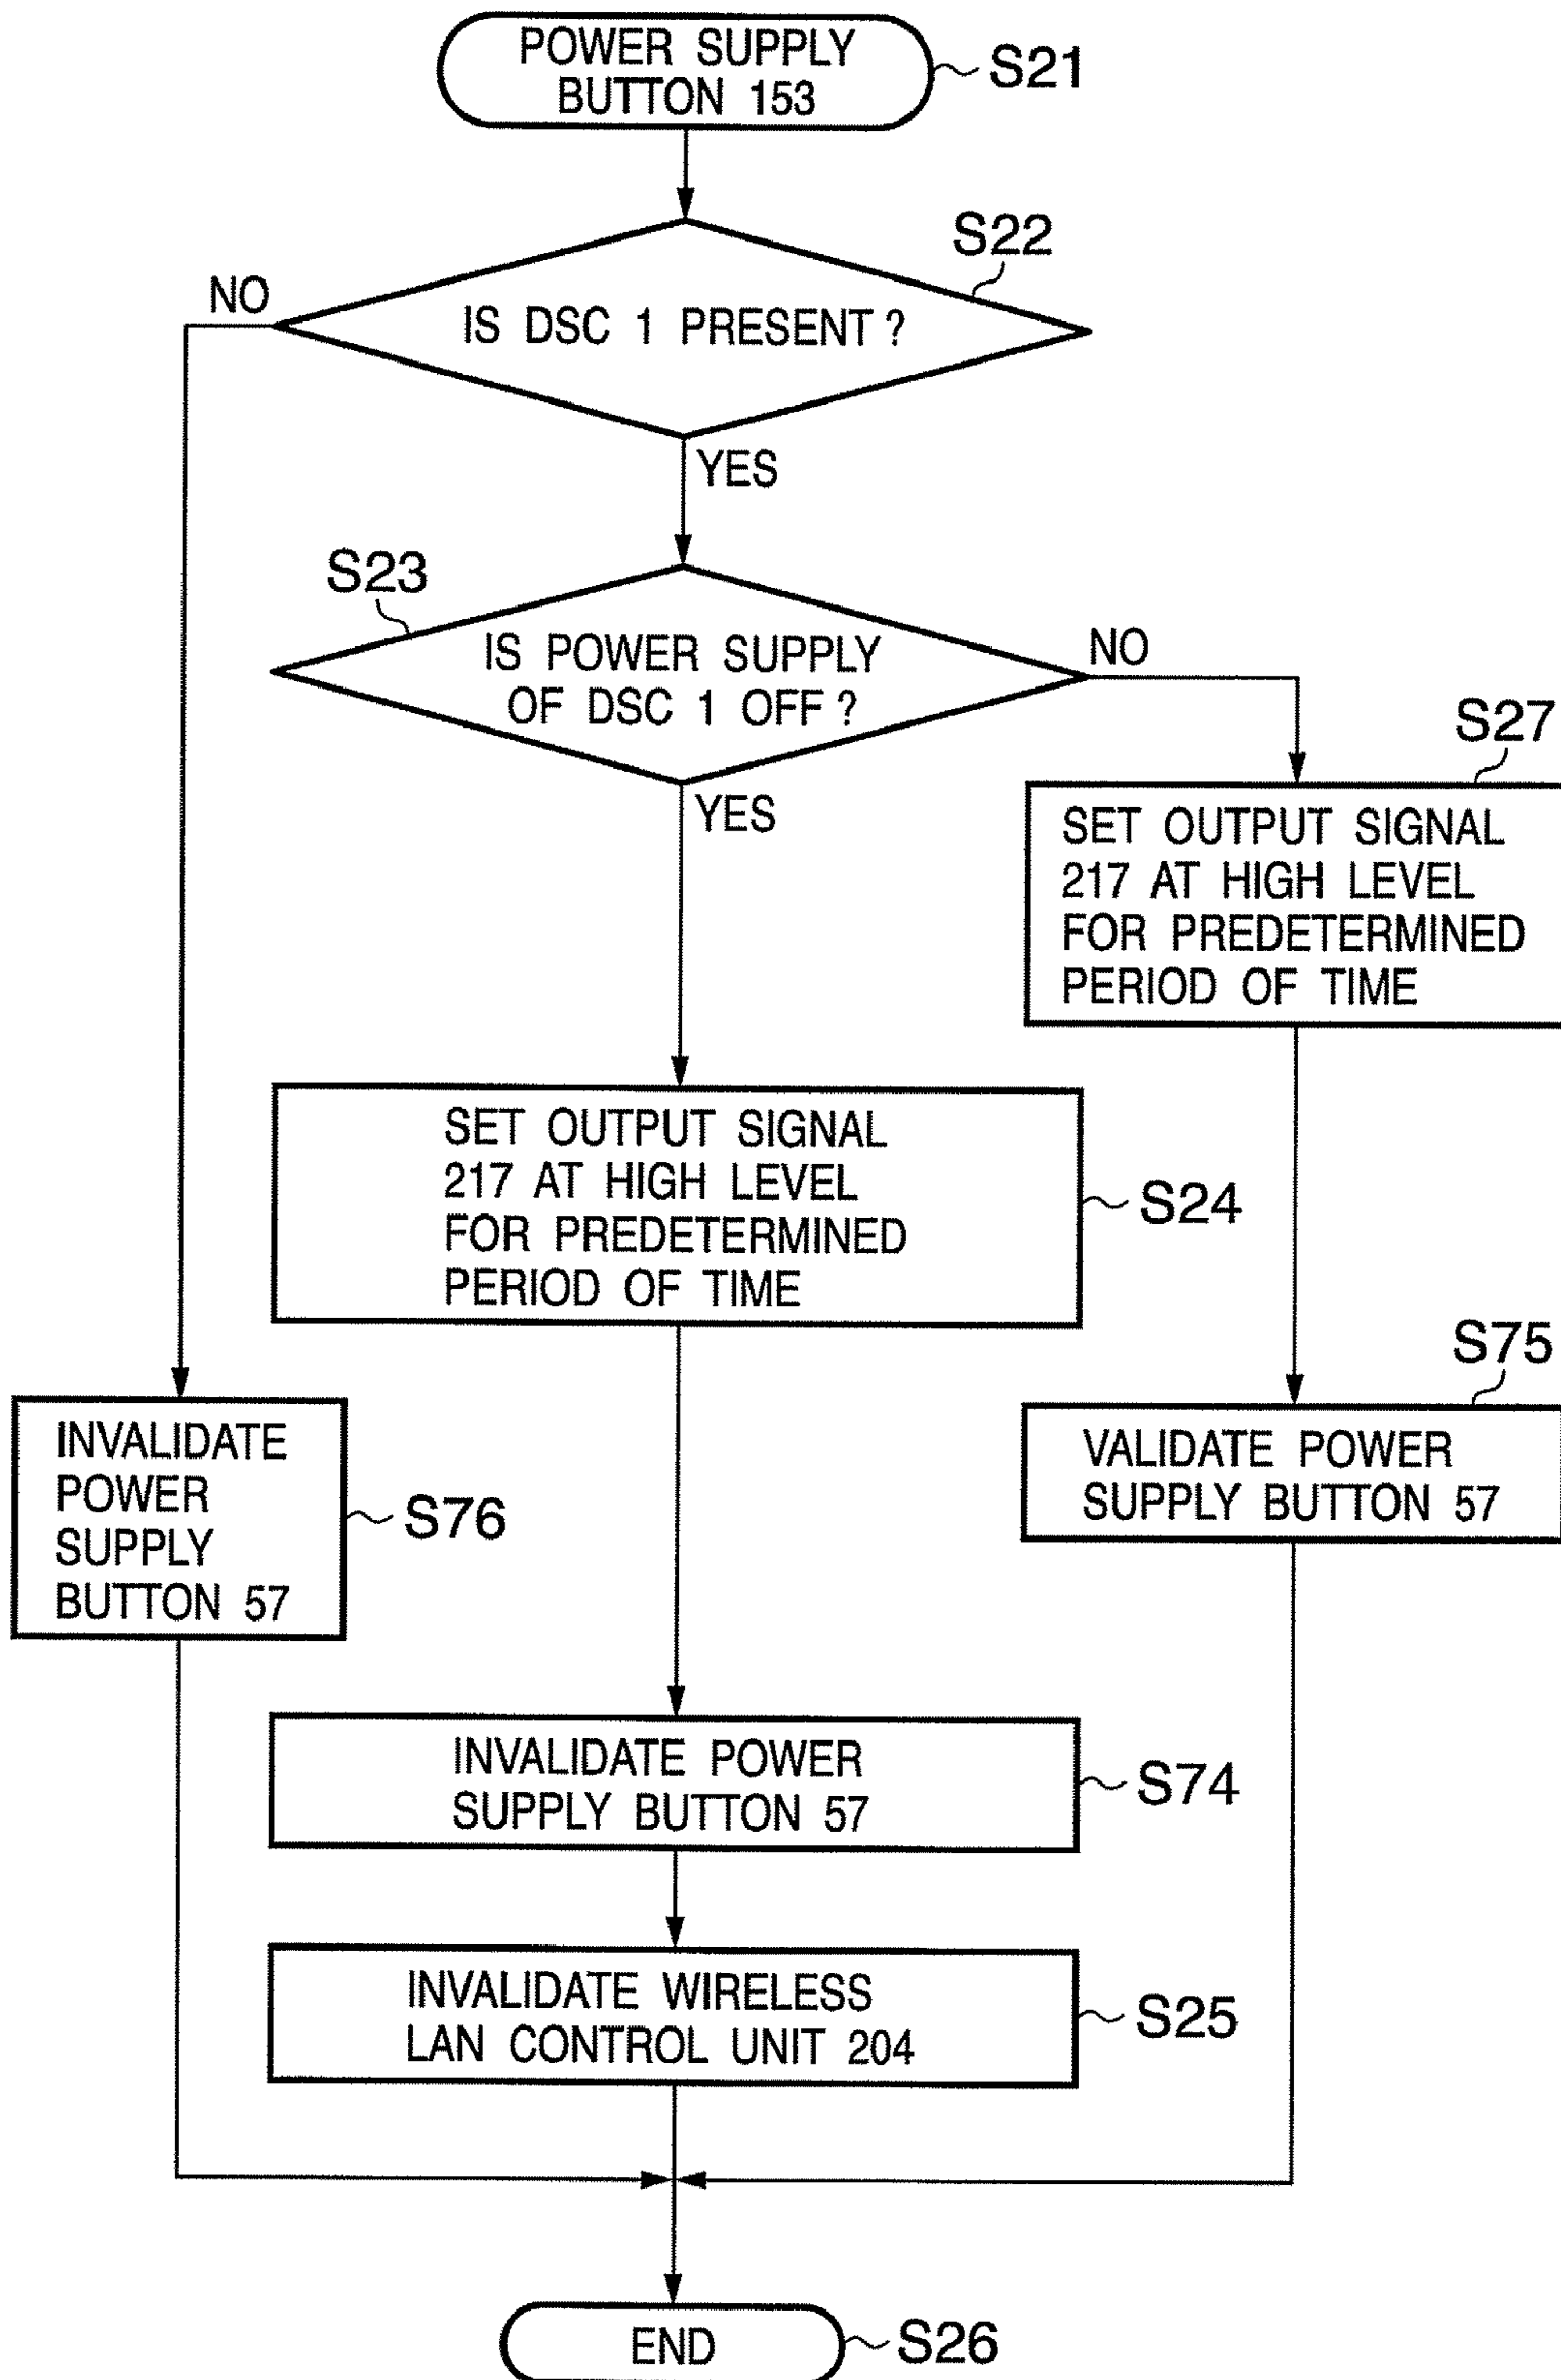 POWER SUPPLY
BUTTON 153
S21
S22
NO
IS DSC 1 PRESENT ?
YES
S23
IS POWER SUPPLY
OF DSC 1 OFF ?
NO
YES
S27
SET OUTPUT SIGNAL
217 AT HIGH LEVEL
FOR PREDETERMINED
PERIOD OF TIME
SET OUTPUT SIGNAL
217 AT HIGH LEVEL
FOR PREDETERMINED
PERIOD OF TIME
S24
S75
VALIDATE POWER
SUPPLY BUTTON 57
INVALIDATE
POWER
SUPPLY
BUTTON 57
S76
INVALIDATE POWER
SUPPLY BUTTON 57
S74
INVALIDATE WIRELESS
LAN CONTROL UNIT 204
S25
END
S26